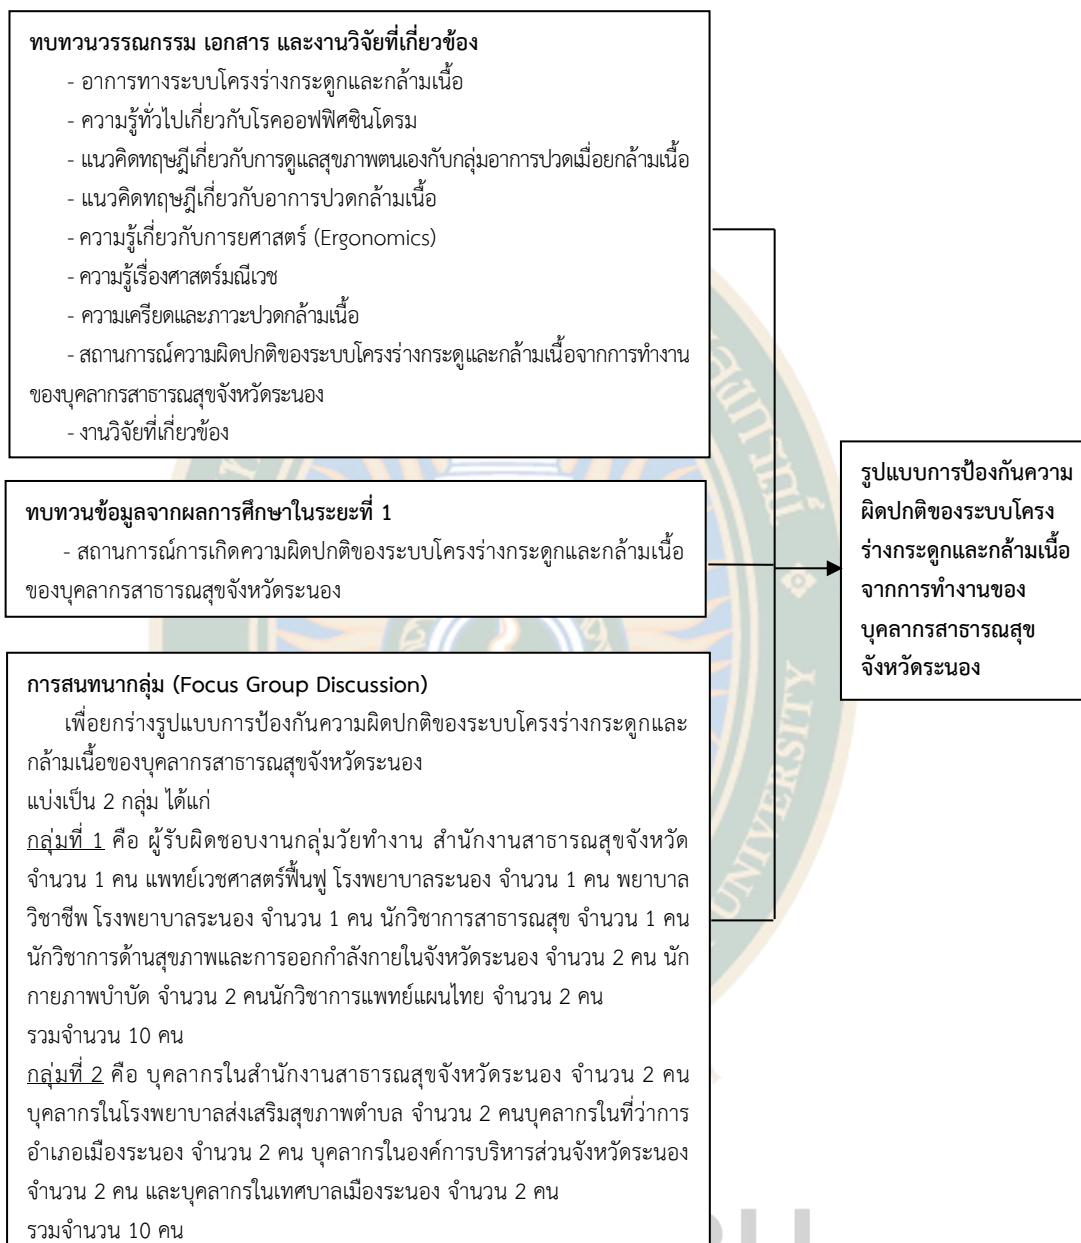 ทบทวนวรรณกรรม เอกสาร และงานวิจัยที่เกี่ยวข้อง
- อาการทางระบบโครงร่างกระดูกและกล้ามเนื้อ
- ความรู้ทั่วไปเกี่ยวกับโรคออฟฟิศซินโดรม
- แนวคิดทฤษฎีเกี่ยวกับการดูแลสุขภาพตนเองกับกลุ่มอาการปวดเมื่อยกล้ามเนื้อ
- แนวคิดทฤษฎีเกี่ยวกับอาการปวดกล้ามเนื้อ
- ความรู้เกี่ยวกับการยศาสตร์ (Ergonomics)
- ความรู้เรื่องศาสตร์มณีเวช
- ความเครียดและภาวะปวดกล้ามเนื้อ
- สถานการณ์ความผิดปกติของระบบโครงร่างกระดูและกล้ามเนื้อจากการทำงาน
ของบุคลากรสาธารณสุขจังหวัดระนอง
- งานวิจัยที่เกี่ยวข้อง
ทบทวนข้อมูลจากผลการศึกษาในระยะที่ 1
- สถานการณ์การเกิดความผิดปกติของระบบโครงร่างกระดูกและกล้ามเนื้อ
ของบุคลากรสาธารณสุขจังหวัดระนอง
การสนทนากลุ่ม (Focus Group Discussion)
เพื่อยกร่างรูปแบบการป้องกันความผิดปกติของระบบโครงร่างกระดูกและ
กล้ามเนื้อของบุคลากรสาธารณสุขจังหวัดระนอง
แบ่งเป็น 2 กลุ่ม ได้แก่
กลุ่มที่ 1 คือ ผู้รับผิดชอบงานกลุ่มวัยทำงาน สำนักงานสาธารณสุขจังหวัด
จำนวน 1 คน แพทย์เวชศาสตร์ฟื้นฟู โรงพยาบาลระนอง จำนวน 1 คน พยาบาล
วิชาชีพ โรงพยาบาลระนอง จำนวน 1 คน นักวิชาการสาธารณสุข จำนวน 1 คน
นักวิชาการด้านสุขภาพและการออกกำลังกายในจังหวัดระนอง จำนวน 2 คน นัก
กายภาพบำบัด จำนวน 2 คนนักวิชาการแพทย์แผนไทย จำนวน 2 คน
รวมจำนวน 10 คน
กลุ่มที่ 2 คือ บุคลากรในสำนักงานสาธารณสุขจังหวัดระนอง จำนวน 2 คน
บุคลากรในโรงพยาบาลส่งเสริมสุขภาพตำบล จำนวน 2 คนบุคลากรในที่ว่าการ
อำเภอเมืองระนอง จำนวน 2 คน บุคลากรในองค์การบริหารส่วนจังหวัดระนอง
จำนวน 2 คน และบุคลากรในเทศบาลเมืองระนอง จำนวน 2 คน
รวมจำนวน 10 คน
รูปแบบการป้องกันความ
ผิดปกติของระบบโครง
ร่างกระดูกและกล้ามเนื้อ
จากการทำงานของ
บุคลากรสาธารณสุข
จังหวัดระนอง
UNIVERSITY